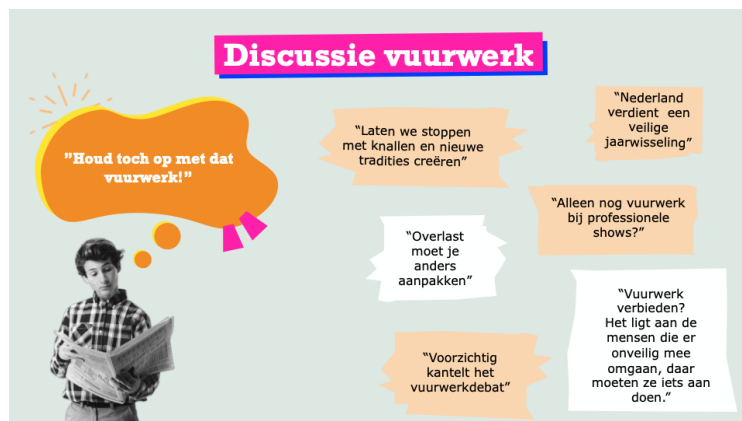 Discussie vuurwerk
”Houd toch op met dat
vuurwerk!”
“Laten we stoppen
met knallen en nieuwe
tradities creëren”
“Nederland
verdient een
veilige
jaarwisseling”
“Alleen nog vuurwerk
bij professionele
shows?”
“Overlast
moet je
anders
aanpakken”
“Vuurwerk
verbieden?
Het ligt aan de
mensen die er
onveilig mee
omgaan, daar
moeten ze iets aan
doen.”
“Voorzichtig
kantelt het
vuurwerkdebat”